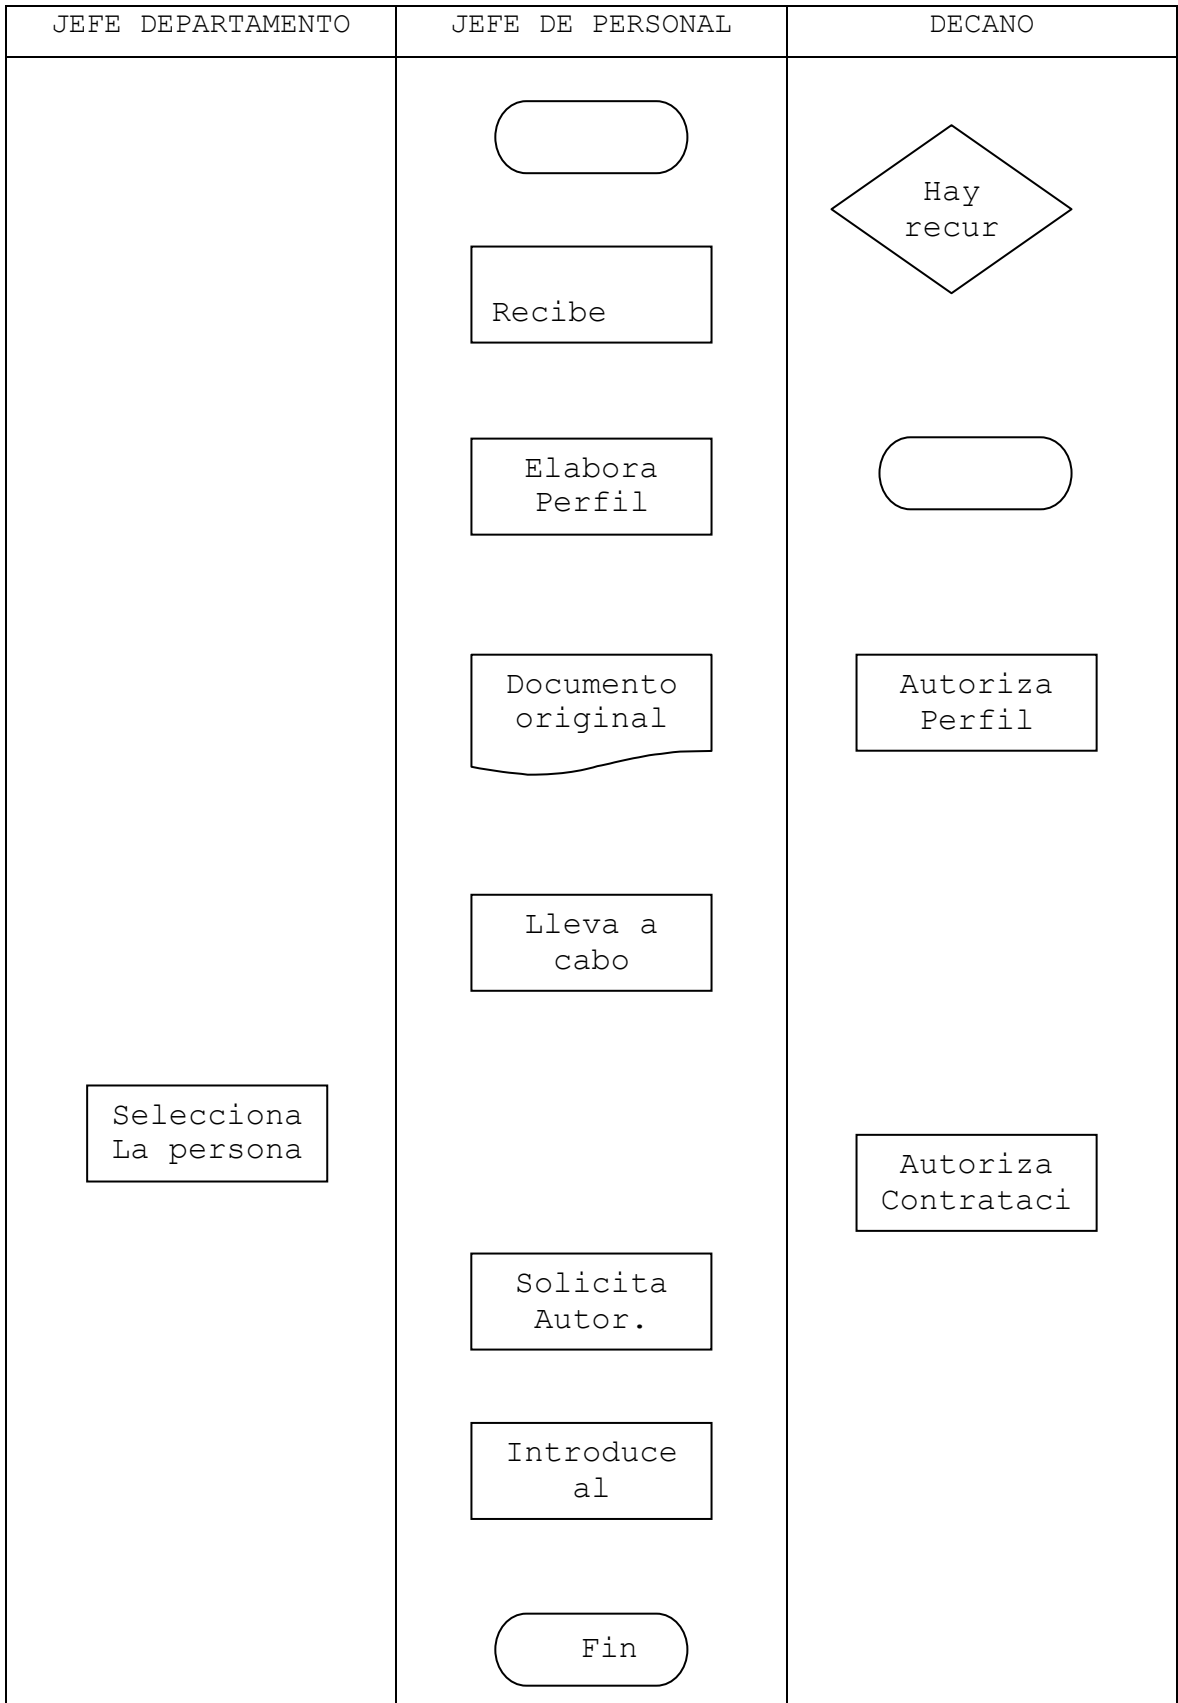 JEFE DEPARTAMENTO
JEFE DE PERSONAL
DECANO
Hay
recur
Recibe
Elabora
Perfil
Documento
original
Autoriza
Perfil
Lleva a
cabo
Selecciona
La persona
Autoriza
Contrataci
Solicita
Autor.
Introduce
al
Fin